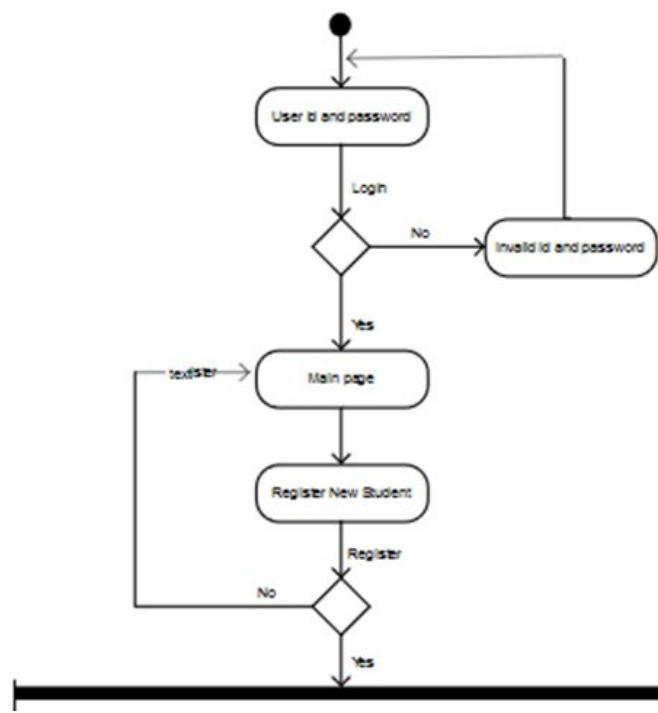 User id and password
Login
No
Invalid id and password
Yes
Main page
Register New Student
Register
No
Yes